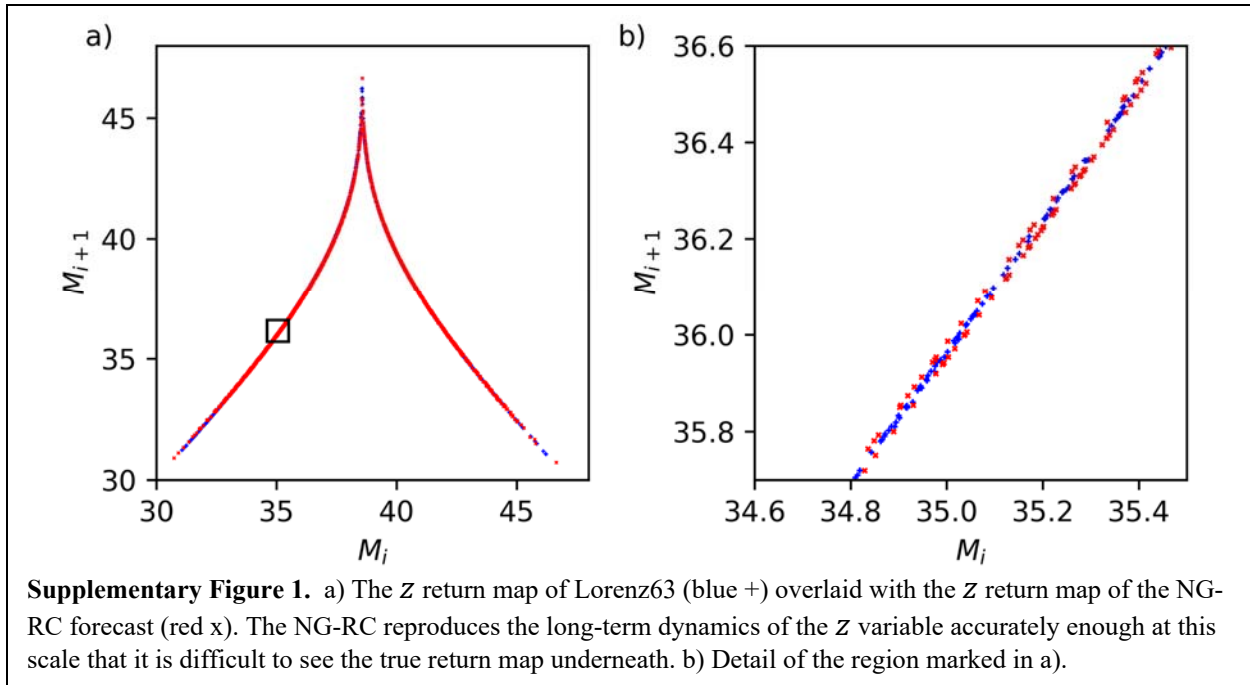 a)
45
40
35
30
M_{i+1}
30 35 40 45
M_i
b)
36.6
36.4
36.2
36.0
35.8
M_{i+1}
34.6 34.8 35.0 35.2 35.4
M_i
Supplementary Figure 1. a) The z return map of Lorenz63 (blue +) overlaid with the z return map of the NG-
RC forecast (red x). The NG-RC reproduces the long-term dynamics of the z variable accurately enough at this
scale that it is difficult to see the true return map underneath. b) Detail of the region marked in a).